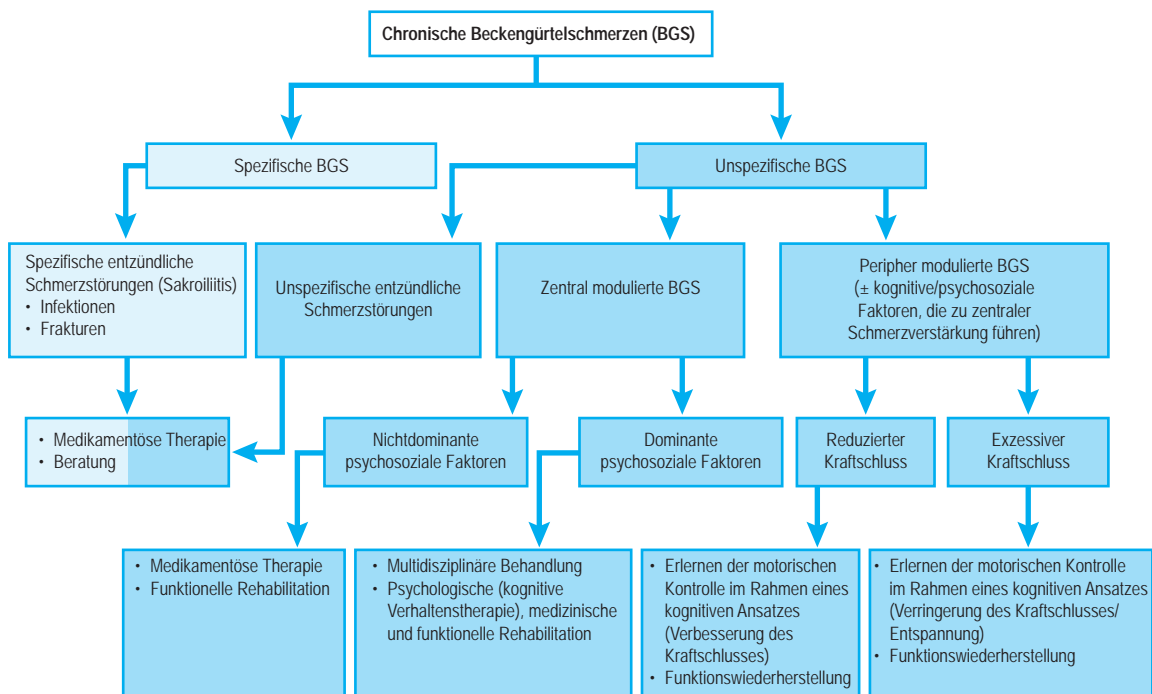 Chronische Beckengürtelschmerzen (BGS)
Spezifische BGS
Unspezifische BGS
Spezifische entzündliche
Schmerzstörungen (Sakroiliitis)
• Infektionen
• Frakturen
Unspezifische entzündliche
Schmerzstörungen
Zentral modulierte BGS
Peripher modulierte BGS
(± kognitive/psychosoziale
Faktoren, die zu zentraler
Schmerzverstärkung führen)
• Medikamentöse Therapie
• Beratung
Nichtdominante
psychosoziale Faktoren
Dominante
psychosoziale Faktoren
Reduzierter
Kraftschluss
Exzessiver
Kraftschluss
• Medikamentöse Therapie
• Funktionelle Rehabilitation
• Multidisziplinäre Behandlung
• Psychologische (kognitive
Verhaltenstherapie), medizinische
und funktionelle Rehabilitation
• Erlernen der motorischen
Kontrolle im Rahmen eines
kognitiven Ansatzes
(Verbesserung des
Kraftschlusses)
• Funktionswiederherstellung
• Erlernen der motorischen Kontrolle
im Rahmen eines kognitiven Ansatzes
(Verringerung des Kraftschlusses/
Entspannung)
• Funktionswiederherstellung